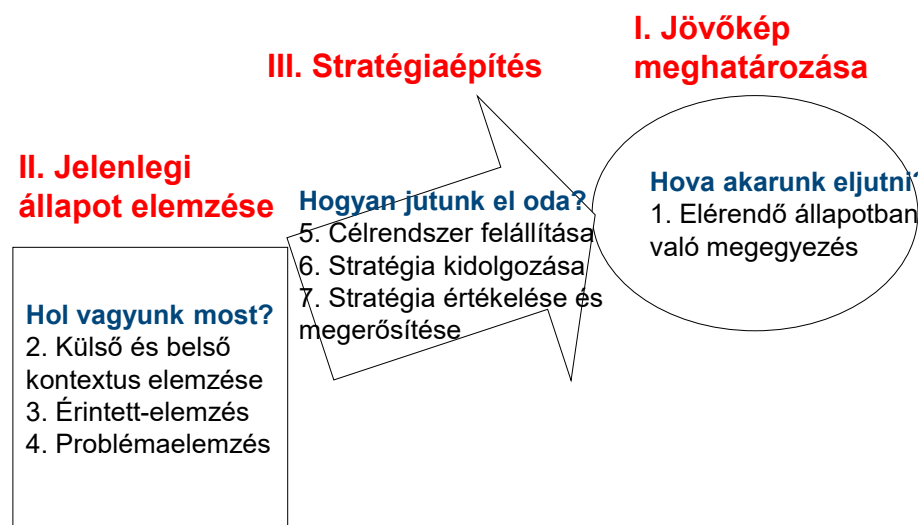 I. Jövőkép
meghatározása
III. Stratégiaépítés
II. Jelenlegi
állapot elemzése
Hova akarunk eljutni?
1. Elérendő állapotban
való megegyezés
Hogyan jutunk el oda?
5. Célrendszer felállítása
6. Stratégia kidolgozása
7. Stratégia értékelése és
megerősítése
Hol vagyunk most?
2. Külső és belső
kontextus elemzése
3. Érintett-elemzés
4. Problémaelemzés